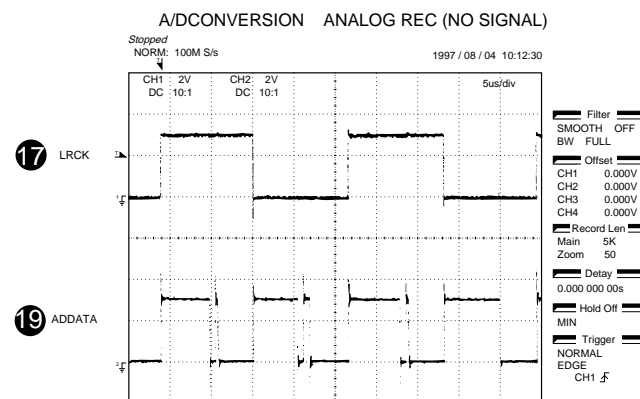 A/DCONVERSION ANALOG REC (NO SIGNAL)
Stopped
NORM: 100M S/s
1997 / 08 / 04 10:12:30
CH1 2V CH2 2V 5us/div
DC 10:1 DC 10:1
17 LRCK
19 ADDATA
Filter
SMOOTH OFF
BW FULL
Offset
CH1 0.000V
CH2 0.000V
CH3 0.000V
CH4 0.000V
Record Len
Main 5K
Zoom 50
Delay
0.000 000 00s
Hold Off
MIN
Trigger
NORMAL
EDGE
CH1